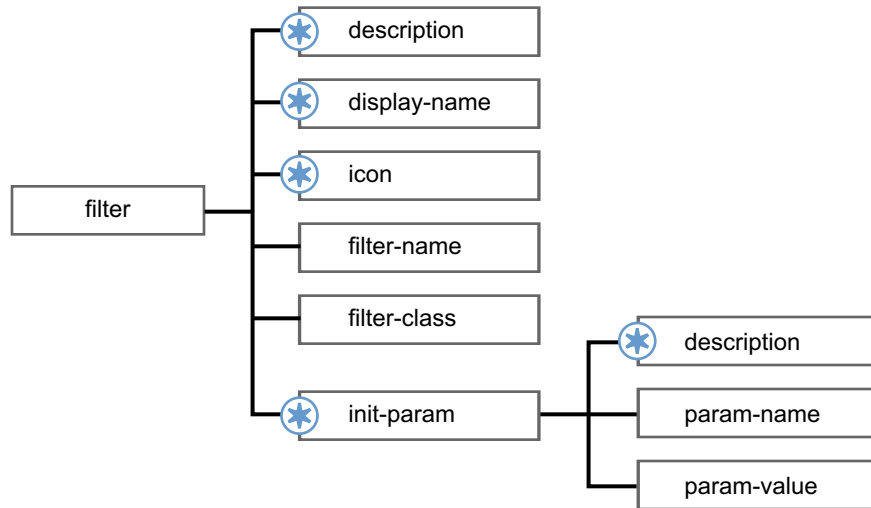 description
display-name
icon
filter
filter-name
filter-class
description
init-param
param-name
param-value